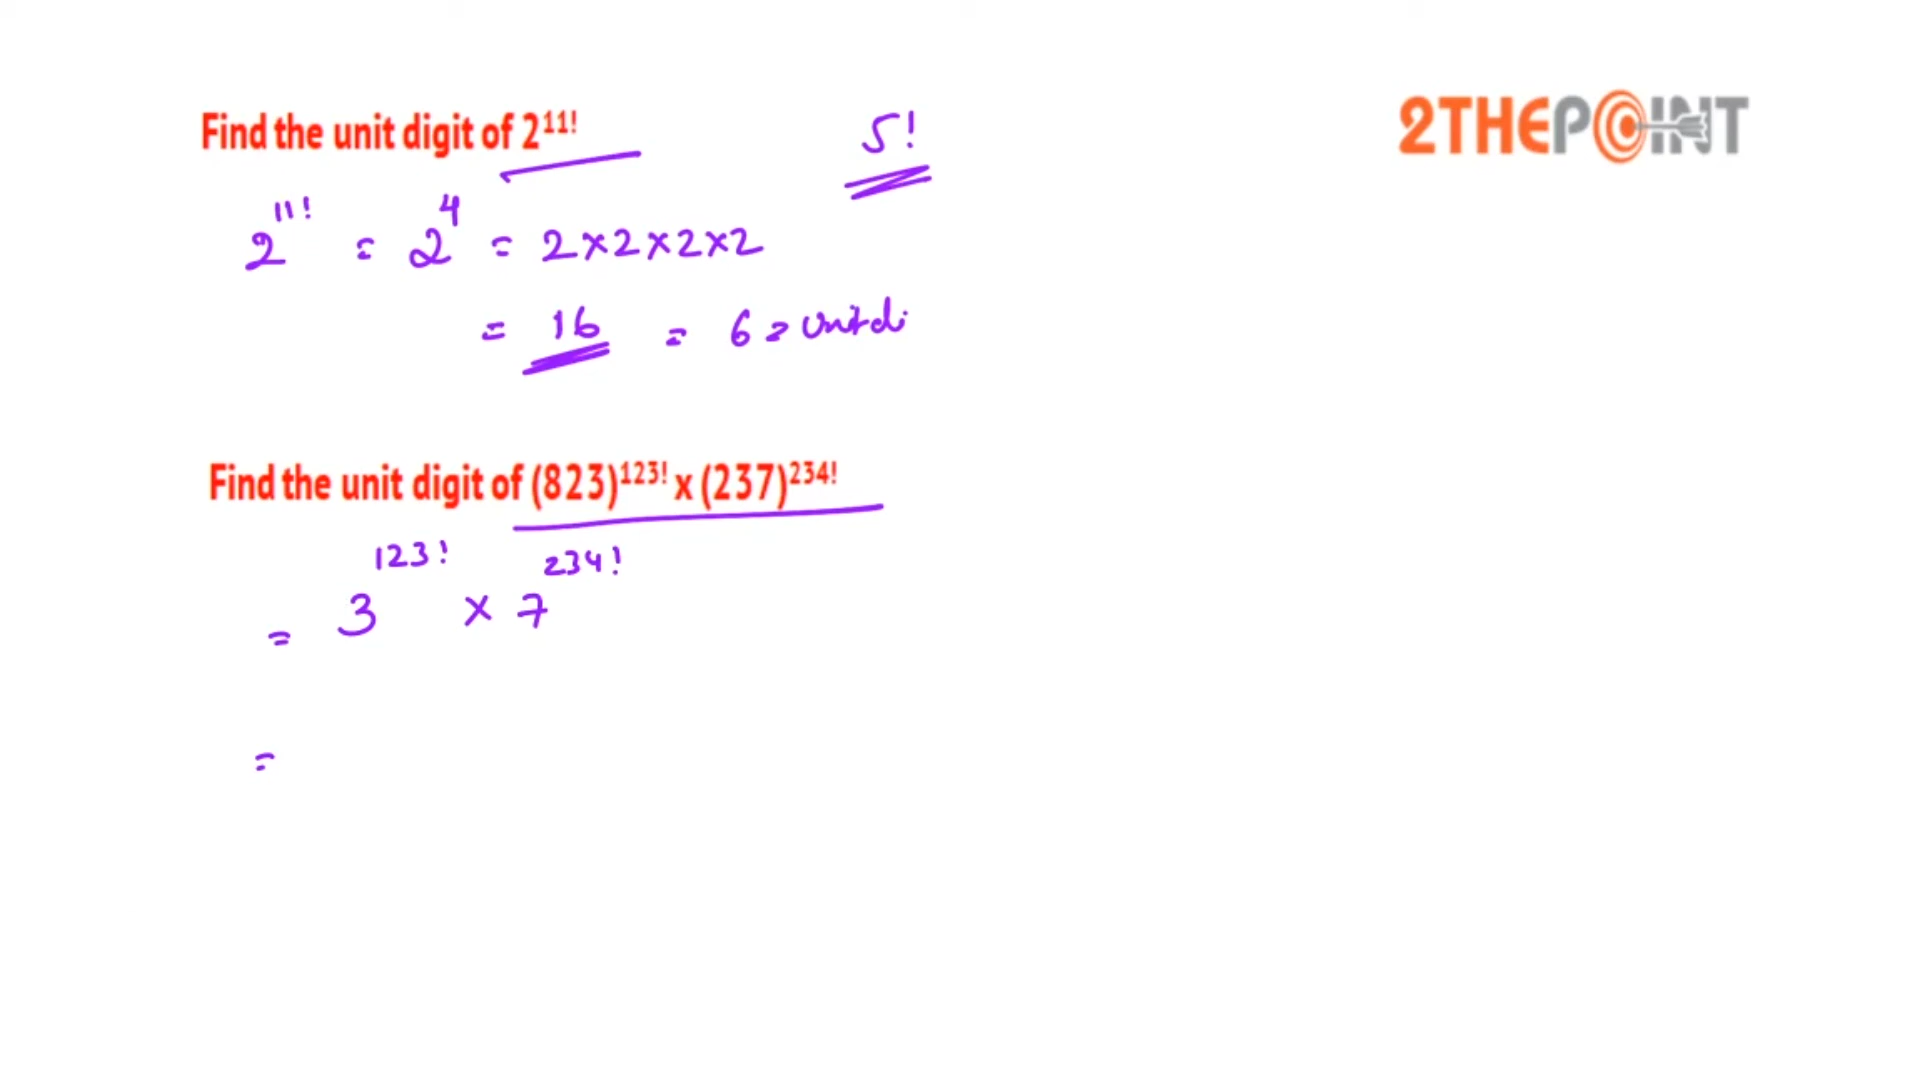 2THEPOINT
Find the unit digit of 2^11!
5!
2^11! = 2^4 = 2×2×2×2
= 16 = 6 = unit di
Find the unit digit of (823)^123! x (237)^234!
= 3^123! × 7^234!
=